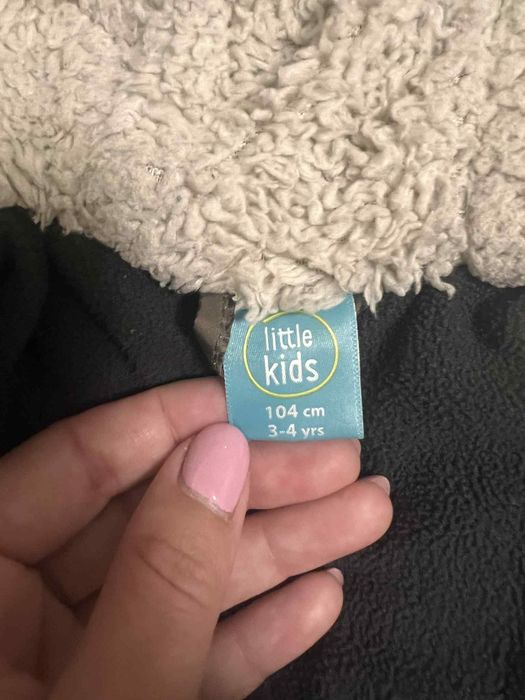 little
kids
104 cm
3-4 yrs